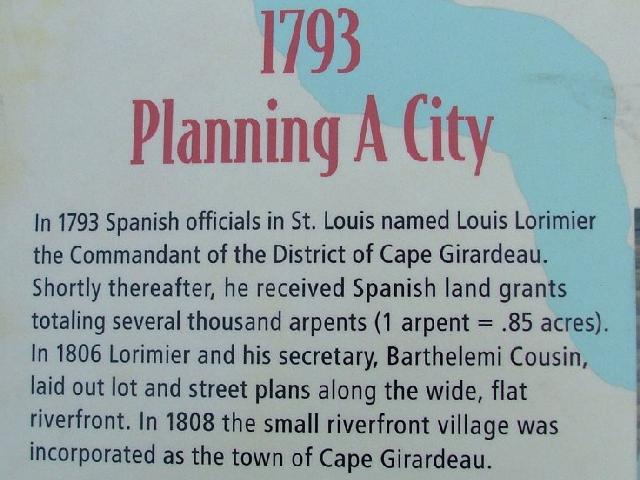 1793
Planning A City
In 1793 Spanish officials in St. Louis named Louis Lorimier
the Commandant of the District of Cape Girardeau.
Shortly thereafter, he received Spanish land grants
totaling several thousand arpents (1 arpent = .85 acres).
In 1806 Lorimier and his secretary, Barthelemi Cousin,
laid out lot and street plans along the wide, flat
riverfront. In 1808 the small riverfront village was
incorporated as the town of Cape Girardeau.